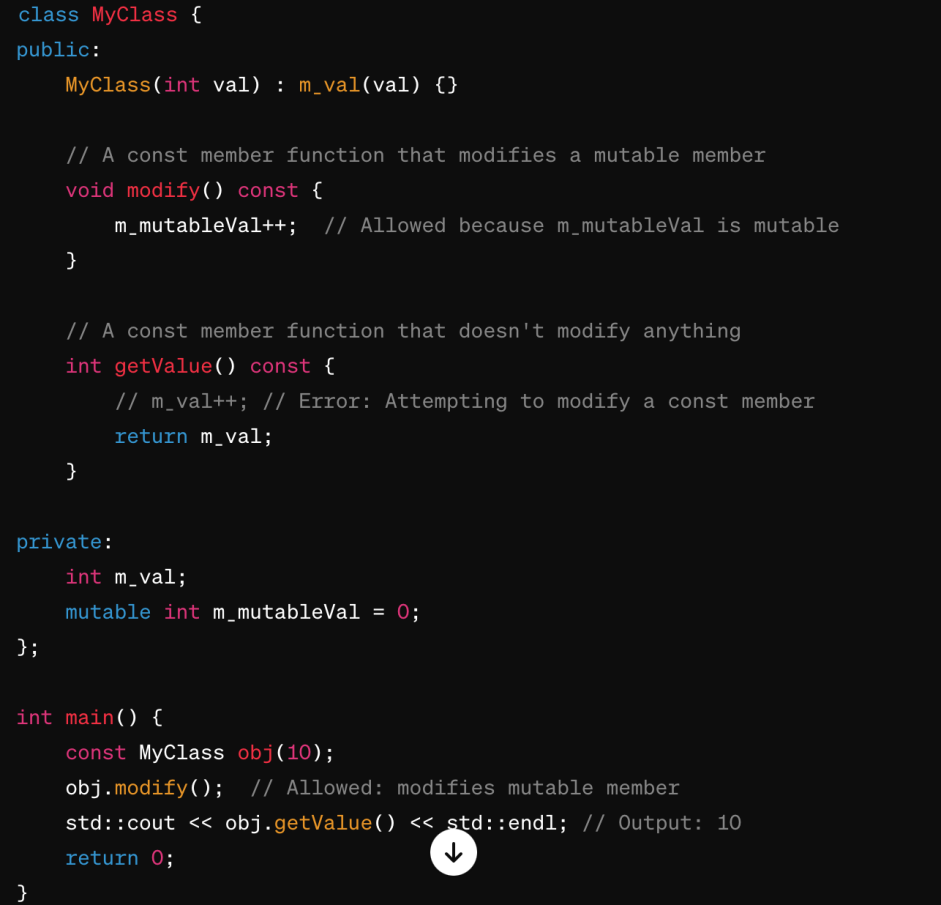 class MyClass {
public:
    MyClass(int val) : m_val(val) {}

    // A const member function that modifies a mutable member
    void modify() const {
        m_mutableVal++;  // Allowed because m_mutableVal is mutable
    }

    // A const member function that doesn't modify anything
    int getValue() const {
        // m_val++; // Error: Attempting to modify a const member
        return m_val;
    }

private:
    int m_val;
    mutable int m_mutableVal = 0;
};

int main() {
    const MyClass obj(10);
    obj.modify();  // Allowed: modifies mutable member
    std::cout << obj.getValue() << std::endl; // Output: 10
    return 0;
}